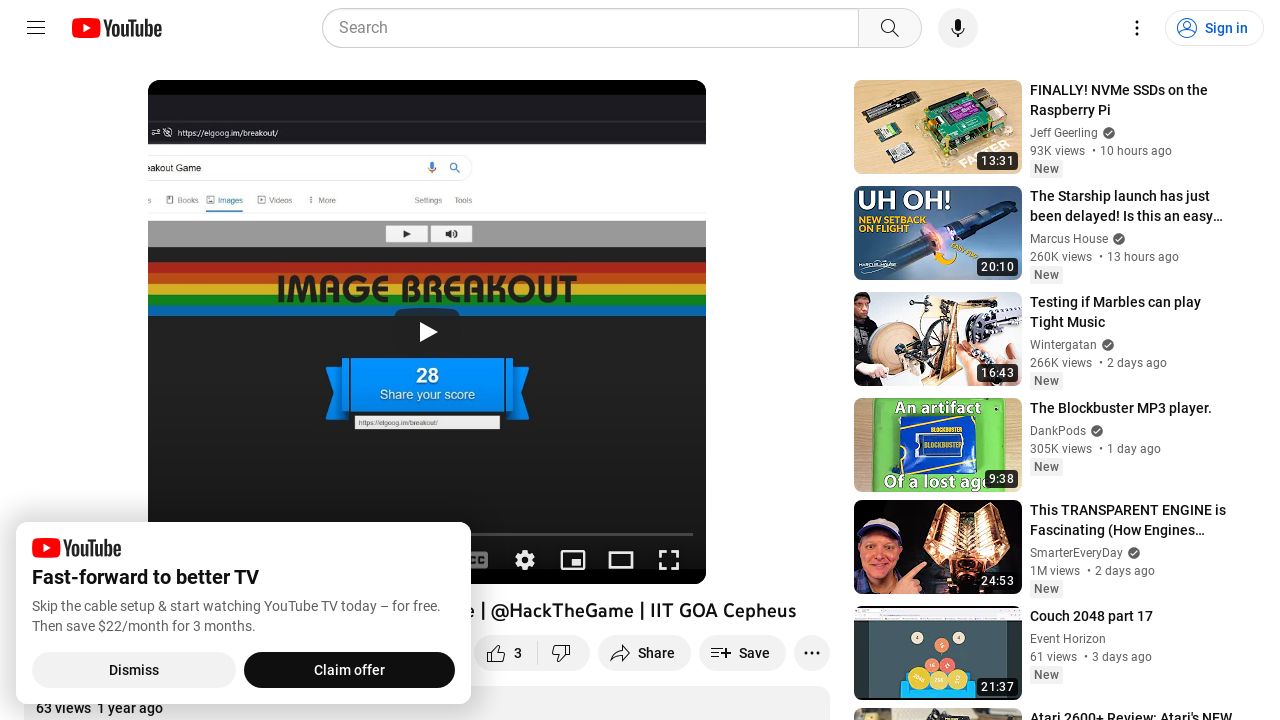 YouTube
Search
Sign in
https://elgoog.im/breakout/
eakout Game
Books
Images
Videos
More
Settings
Tools
IMAGE BREAKOUT
28
Share your score
https://elgoog.im/breakout/
CC
| @HackTheGame | IIT GOA Cepheus
3
Share
Save
63 views 1 year ago
YouTube
Fast-forward to better TV
Skip the cable setup & start watching YouTube TV today – for free.
Then save $22/month for 3 months.
Dismiss
Claim offer
FASTER
13:31
FINALLY! NVMe SSDs on the
Raspberry Pi
Jeff Geerling
93K views • 10 hours ago
New
UH OH!
NEW SETBACK
ON FLIGHT
MARCUS HOUSE
20:10
The Starship launch has just
been delayed! Is this an easy…
Marcus House
260K views • 13 hours ago
New
16:43
Testing if Marbles can play
Tight Music
Wintergatan
266K views • 2 days ago
New
An artifact
BLOCKBUSTER
BLOCKBUSTER
Of a lost age
9:38
The Blockbuster MP3 player.
DankPods
305K views • 1 day ago
New
24:53
This TRANSPARENT ENGINE is
Fascinating (How Engines…
SmarterEveryDay
1M views • 2 days ago
New
21:37
Couch 2048 part 17
Event Horizon
61 views • 3 days ago
New
Atari 2600+ Review: Atari's NEW